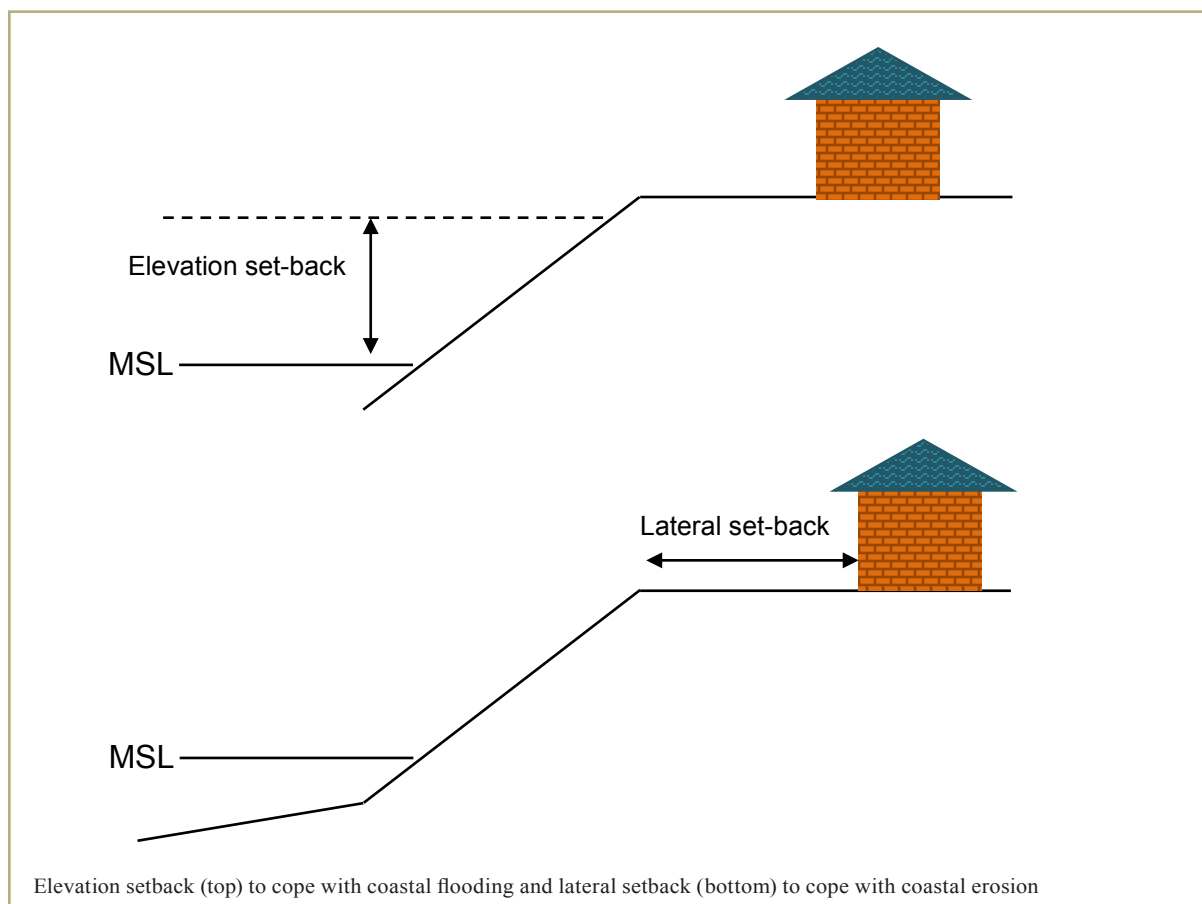 Elevation set-back
MSL
Lateral set-back
MSL
Elevation setback (top) to cope with coastal flooding and lateral setback (bottom) to cope with coastal erosion